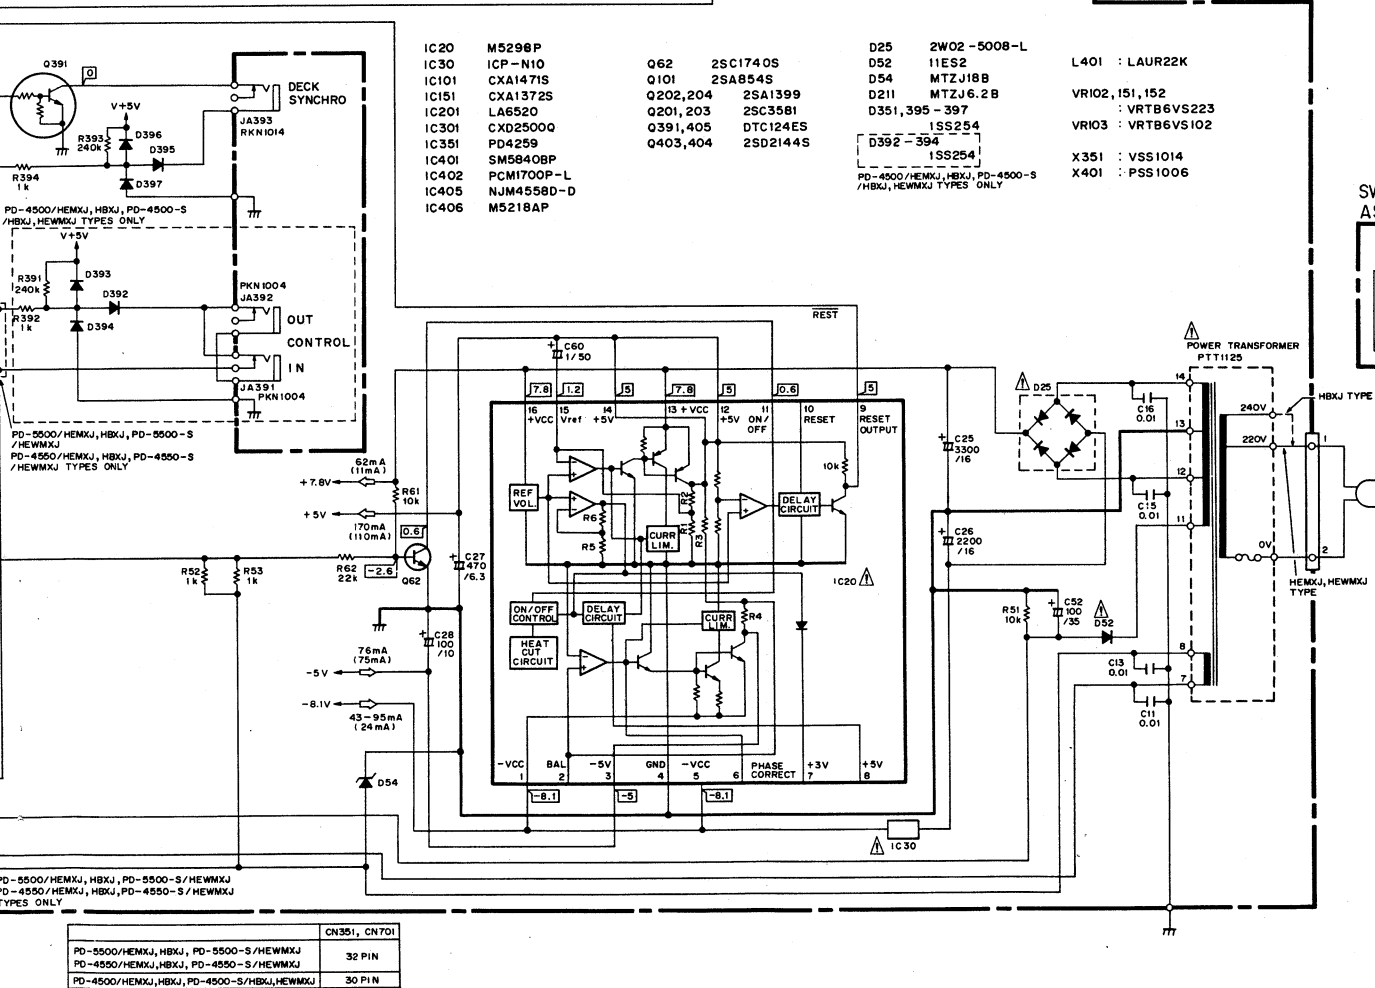 Q391
0
DECK
SYNCHRO
V+5V
JA393
RKN1014
R393
240k
D396
D395
R394
1k
D397
PD-4500/HEMXJ, HBXJ, PD-4500-S
/HBXJ, HEWMXJ TYPES ONLY
V+5V
R391
240k
D393
D392
R392
1k
D394
PKN1004
JA392
OUT
CONTROL
IN
JA391
PKN1004
PD-5500/HEMXJ, HBXJ, PD-5500-S
/HEWMXJ
PD-4550/HEMXJ, HBXJ, PD-4550-S
/HEWMXJ TYPES ONLY
IC20 M5298P
IC30 ICP-N10
IC101 CXA1471S
IC151 CXA1372S
IC201 LA6520
IC301 CXD2500Q
IC351 PD4259
IC401 SM5840BP
IC402 PCM1700P-L
IC405 NJM4558D-D
IC406 M5218AP
Q62 2SC1740S
Q101 2SA854S
Q202,204 2SA1399
Q201,203 2SC3581
Q391,405 DTC124ES
Q403,404 2SD2144S
D25 2W02-5008-L
D52 11ES2
D54 MTZJ18B
D211 MTZJ6.2B
D351,395-397
1SS254
D392-394
1SS254
PD-4500/HEMXJ, HBXJ, PD-4500-S
/HBXJ, HEWMXJ TYPES ONLY
L401 : LAUR22K
VR102,151,152
: VRTB6VS223
VR103 : VRTB6VS102
X351 : VSS1014
X401 : PSS1006
REST
C60
1/50
7.8 1.2 5 7.8 5 0.6 5
16 15 14 13 +VCC 12 11 10 9
+VCC Vref +5V +5V ON/
OFF RESET RESET
OUTPUT
REF
VOL.
R6
R5
R2
R1
R3
CURR
LIM.
DELAY
CIRCUIT
10k
IC20
ON/OFF
CONTROL
DELAY
CIRCUIT
CURR
LIM.
R4
HEAT
CUT
CIRCUIT
-VCC BAL -5V GND -VCC PHASE
CORRECT +3V +5V
1 2 3 4 5 6 7 8
-8.1 -5 -8.1
IC30
62mA
(11mA)
+7.8V
R61
10k
+5V
170mA
(110mA)
0.6
R62
22k
-2.6
Q62
C27
470
/6.3
R52
1k
R53
1k
C28
100
/10
76mA
(75mA)
-5V
-8.1V
43-95mA
(24mA)
D54
C25
3300
/16
C26
2200
/16
R51
10k
C52
100
/35
D52
D25
C16
0.01
C15
0.01
C13
0.01
C11
0.01
POWER TRANSFORMER
PTT1125
14
13
12
11
8
7
240V
220V
0V
HBXJ TYPE
1
2
HEMXJ, HEWMXJ
TYPE
PD-5500/HEMXJ, HBXJ, PD-5500-S/HEWMXJ
PD-4550/HEMXJ, HBXJ, PD-4550-S/HEWMXJ
TYPES ONLY
CN351, CN701
PD-5500/HEMXJ, HBXJ, PD-5500-S/HEWMXJ
PD-4550/HEMXJ, HBXJ, PD-4550-S/HEWMXJ
32 PIN
PD-4500/HEMXJ, HBXJ, PD-4500-S/HBXJ, HEWMXJ 30 PIN